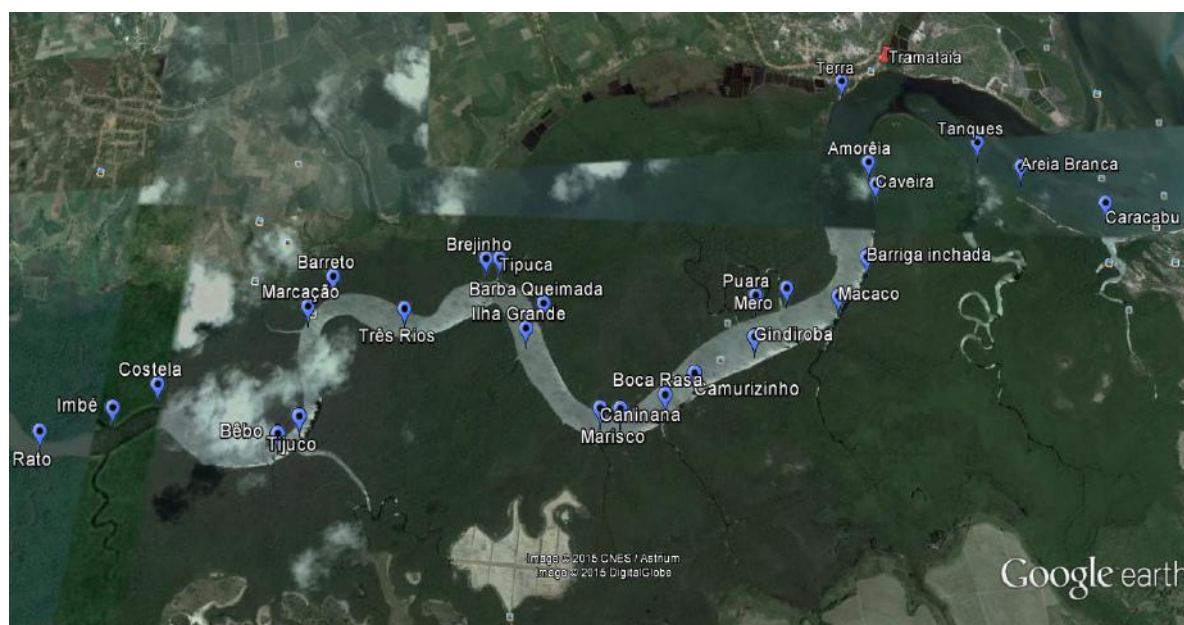 Tramataia
Terra
Tanques
Amorêia
Areia Branca
Caveira
Caracabu
Brejinho
Tipuca
Barriga inchada
Barreto
Puara
Barba Queimada
Mero
Macaco
Marcação
Ilha Grande
Três Rios
Gindiroba
Costela
Boca Rasa
Camurizinho
Imbé
Caninana
Bêbo
Marisco
Tijuco
Rato
Image © 2015 CNES / Astrium
Image © 2015 DigitalGlobe
Google earth